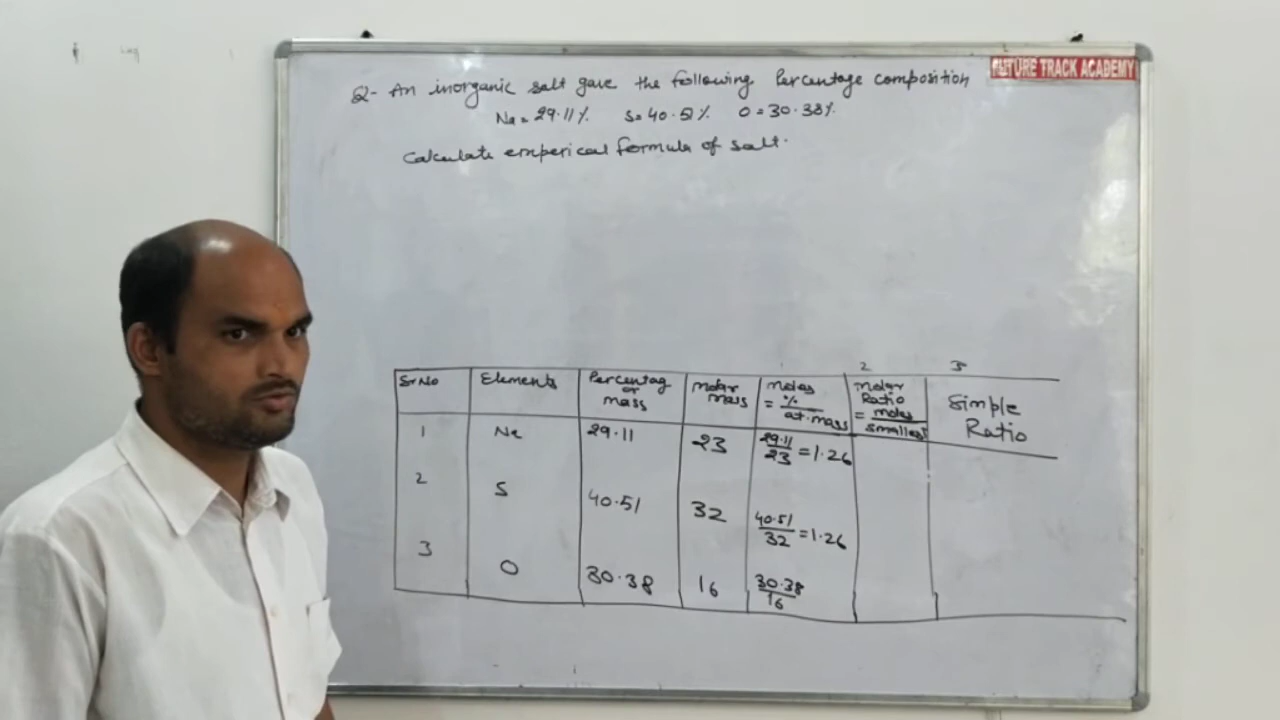 FUTURE TRACK ACADEMY
Q- An inorganic salt gave the following Percentage composition
Na = 29.11% S = 40.51% O = 30.38%
Calculate emperical formula of salt.
1 2 3
Sr No Elements Percentag or mass Molar mass Moles = % / at. mass Molar Ratio = moles / smallest Simple Ratio
1 Na 29.11 23 29.11/23 = 1.26
2 S 40.51 32 40.51/32 = 1.26
3 O 30.38 16 30.38/16